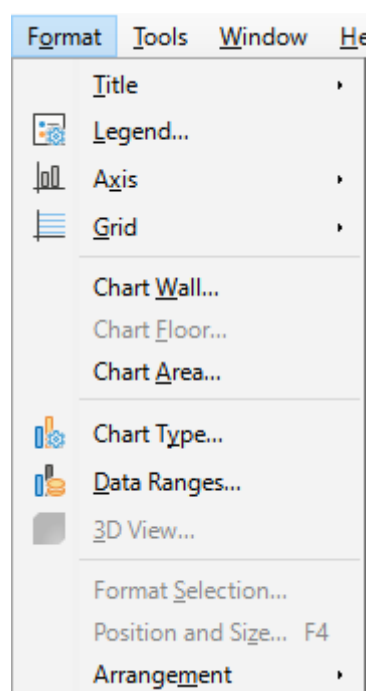 Format Tools Window He
Title
Legend...
Axis
Grid
Chart Wall...
Chart Floor...
Chart Area...
Chart Type...
Data Ranges...
3D View...
Format Selection...
Position and Size... F4
Arrangement